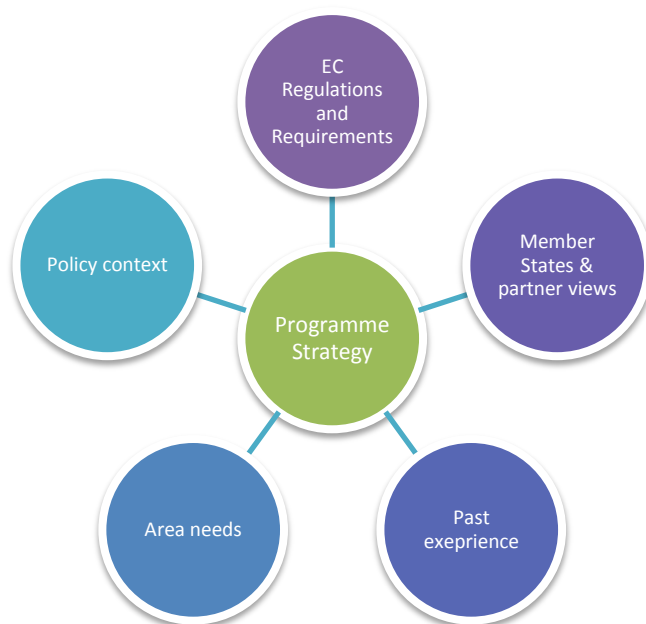 EC
Regulations
and
Requirements
Policy context
Member
States &
partner views
Programme
Strategy
Area needs
Past
exeprience